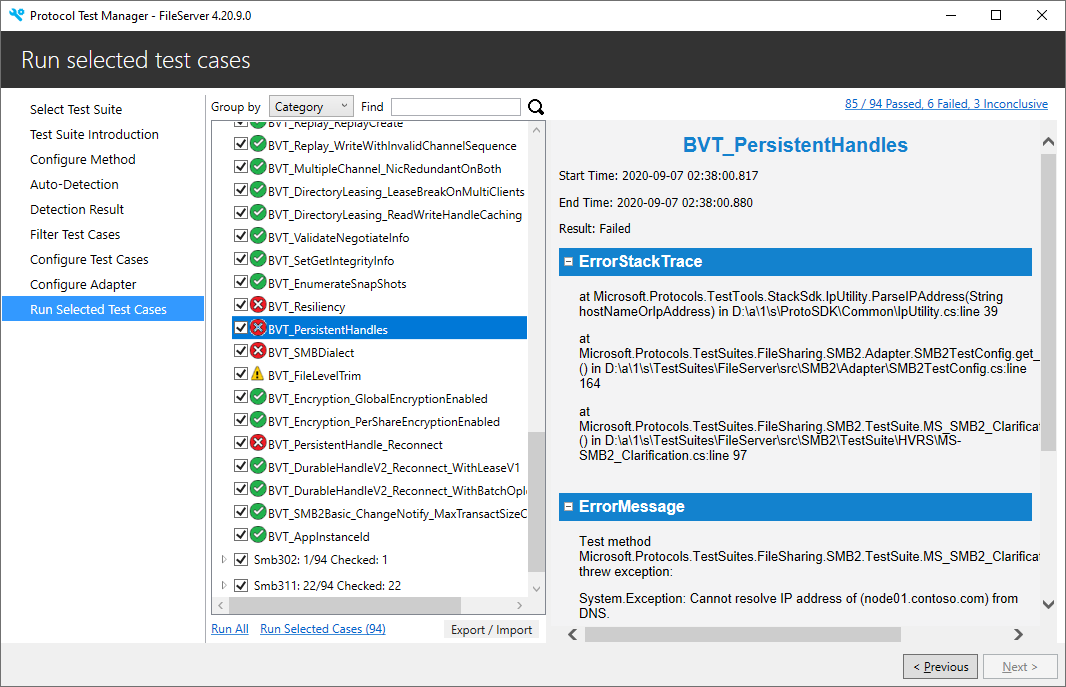 Protocol Test Manager - FileServer 4.20.9.0
Run selected test cases
Select Test Suite
Test Suite Introduction
Configure Method
Auto-Detection
Detection Result
Filter Test Cases
Configure Test Cases
Configure Adapter
Run Selected Test Cases
Group by Category Find
85 / 94 Passed, 6 Failed, 3 Inconclusive
BVT_Replay_ReplayCreate
BVT_Replay_WriteWithInvalidChannelSequence
BVT_MultipleChannel_NicRedundantOnBoth
BVT_DirectoryLeasing_LeaseBreakOnMultiClients
BVT_DirectoryLeasing_ReadWriteHandleCaching
BVT_ValidateNegotiateInfo
BVT_SetGetIntegrityInfo
BVT_EnumerateSnapShots
BVT_Resiliency
BVT_PersistentHandles
BVT_SMBDialect
BVT_FileLevelTrim
BVT_Encryption_GlobalEncryptionEnabled
BVT_Encryption_PerShareEncryptionEnabled
BVT_PersistentHandle_Reconnect
BVT_DurableHandleV2_Reconnect_WithLeaseV1
BVT_DurableHandleV2_Reconnect_WithBatchOpl
BVT_SMB2Basic_ChangeNotify_MaxTransactSizeC
BVT_AppInstanceId
Smb302: 1/94 Checked: 1
Smb311: 22/94 Checked: 22
Run All Run Selected Cases (94) Export / Import
BVT_PersistentHandles
Start Time: 2020-09-07 02:38:00.817
End Time: 2020-09-07 02:38:00.880
Result: Failed
ErrorStackTrace
at Microsoft.Protocols.TestTools.StackSdk.IpUtility.ParseIPAddress(String
hostNameOrIpAddress) in D:\a\1\s\ProtoSDK\Common\IpUtility.cs:line 39
at
Microsoft.Protocols.TestSuites.FileSharing.SMB2.Adapter.SMB2TestConfig.get_
() in D:\a\1\s\TestSuites\FileServer\src\SMB2\Adapter\SMB2TestConfig.cs:line
164
at
Microsoft.Protocols.TestSuites.FileSharing.SMB2.TestSuite.MS_SMB2_Clarificat
() in D:\a\1\s\TestSuites\FileServer\src\SMB2\TestSuite\HVRS\MS-
SMB2_Clarification.cs:line 97
ErrorMessage
Test method
Microsoft.Protocols.TestSuites.FileSharing.SMB2.TestSuite.MS_SMB2_Clarificat
threw exception:
System.Exception: Cannot resolve IP address of (node01.contoso.com) from
DNS.
< Previous Next >